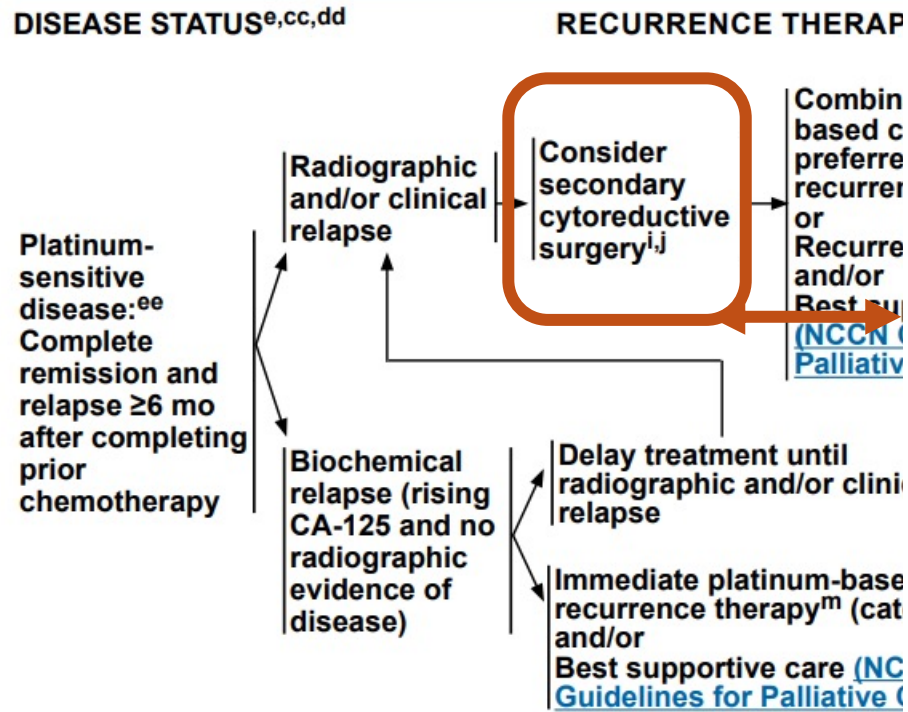 DISEASE STATUSe,cc,dd
RECURRENCE THERAP
Platinum-
sensitive
disease:ee
Complete
remission and
relapse ≥6 mo
after completing
prior
chemotherapy
Radiographic
and/or clinical
relapse
Consider
secondary
cytoreductive
surgeryi,j
Combin
based c
preferre
recurren
or
Recurre
and/or
Best sup
(NCCN G
Palliativ
Biochemical
relapse (rising
CA-125 and no
radiographic
evidence of
disease)
Delay treatment until
radiographic and/or clinic
relapse
Immediate platinum-base
recurrence therapym (cate
and/or
Best supportive care (NC
Guidelines for Palliative C